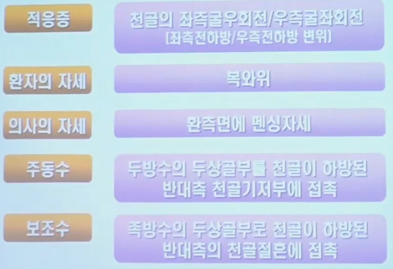 적응증
전골의 좌측굴우회전/우측굴좌회전
(좌측전하방/우측전하방 변위)
환자의 자세
복와위
의사의 자세
환측면에 펜싱자세
주동수
두방수의 두상골부를 천골이 하방된
반대측 천골기저부에 접촉
보조수
족방수의 두상골부로 천골이 하방된
반대측의 천골절흔에 접촉